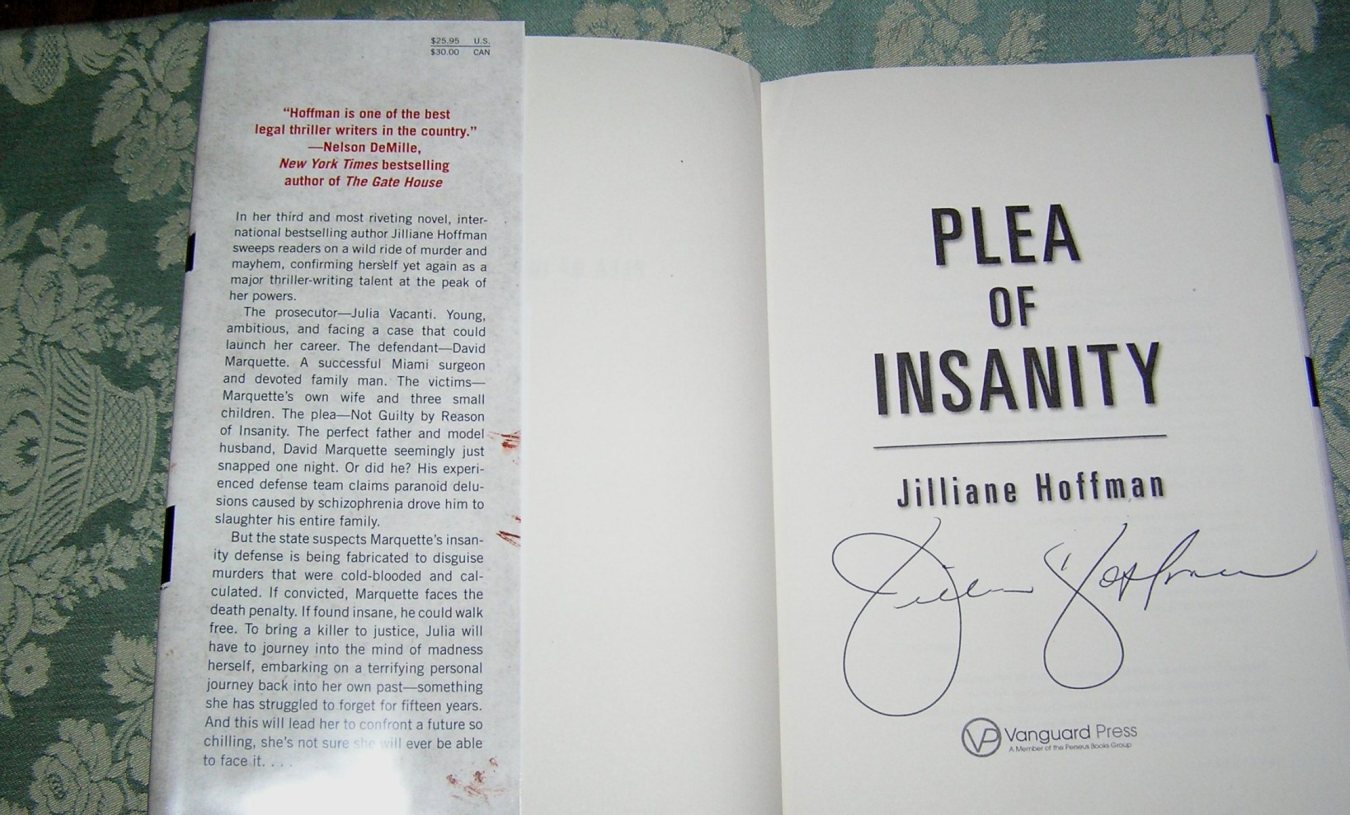 $25.95 U.S.
$30.00 CAN
“Hoffman is one of the best
legal thriller writers in the country.”
—Nelson DeMille,
New York Times bestselling
author of The Gate House
In her third and most riveting novel, inter-
national bestselling author Jilliane Hoffman
sweeps readers on a wild ride of murder and
mayhem, confirming herself yet again as a
major thriller-writing talent at the peak of
her powers.
The prosecutor—Julia Vacanti. Young,
ambitious, and facing a case that could
launch her career. The defendant—David
Marquette. A successful Miami surgeon
and devoted family man. The victims—
Marquette's own wife and three small
children. The plea—Not Guilty by Reason
of Insanity. The perfect father and model
husband, David Marquette seemingly just
snapped one night. Or did he? His experi-
enced defense team claims paranoid delu-
sions caused by schizophrenia drove him to
slaughter his entire family.
But the state suspects Marquette's insan-
ity defense is being fabricated to disguise
murders that were cold-blooded and cal-
culated. If convicted, Marquette faces the
death penalty. If found insane, he could walk
free. To bring a killer to justice, Julia will
have to journey into the mind of madness
herself, embarking on a terrifying personal
journey back into her own past—something
she has struggled to forget for fifteen years.
And this will lead her to confront a future so
chilling, she's not sure she will ever be able
to face it. . . .
PLEA
OF
INSANITY
Jilliane Hoffman
Jilliane Hoffman
VP Vanguard Press
A Member of the Perseus Books Group